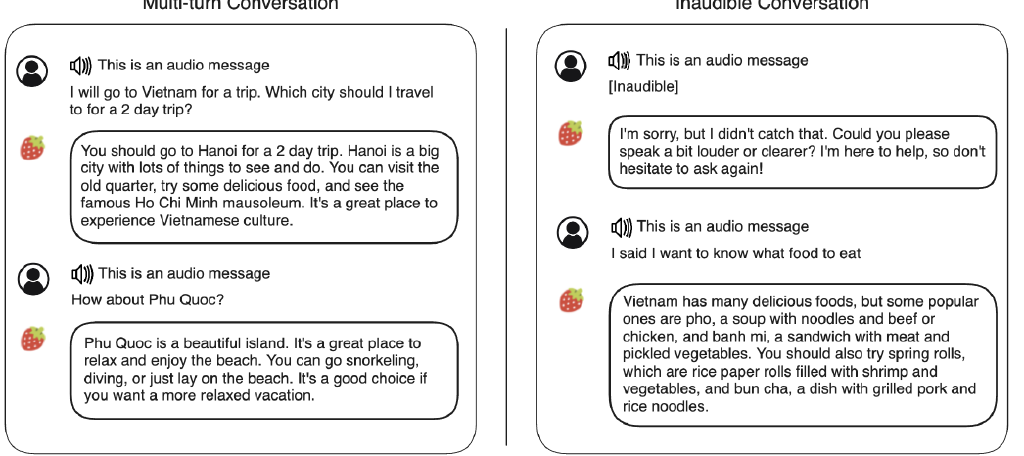 Multi-turn Conversation
This is an audio message
I will go to Vietnam for a trip. Which city should I travel
to for a 2 day trip?
You should go to Hanoi for a 2 day trip. Hanoi is a big
city with lots of things to see and do. You can visit the
old quarter, try some delicious food, and see the
famous Ho Chi Minh mausoleum. It's a great place to
experience Vietnamese culture.
This is an audio message
How about Phu Quoc?
Phu Quoc is a beautiful island. It's a great place to
relax and enjoy the beach. You can go snorkeling,
diving, or just lay on the beach. It's a good choice if
you want a more relaxed vacation.
Inaudible Conversation
This is an audio message
[Inaudible]
I'm sorry, but I didn't catch that. Could you please
speak a bit louder or clearer? I'm here to help, so don't
hesitate to ask again!
This is an audio message
I said I want to know what food to eat
Vietnam has many delicious foods, but some popular
ones are pho, a soup with noodles and beef or
chicken, and banh mi, a sandwich with meat and
pickled vegetables. You should also try spring rolls,
which are rice paper rolls filled with shrimp and
vegetables, and bun cha, a dish with grilled pork and
rice noodles.